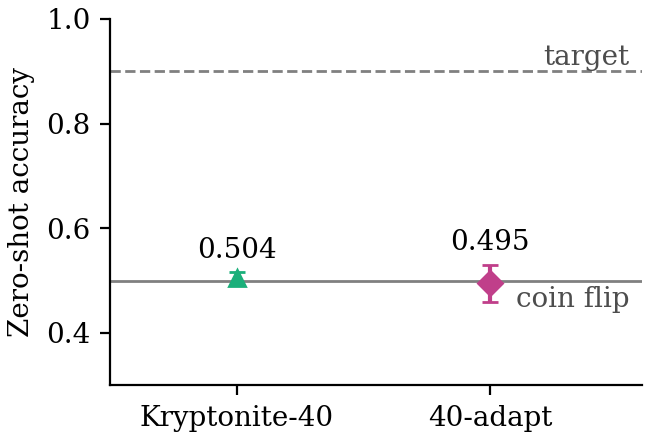 1.0
target
0.8
Zero-shot accuracy
0.6
0.504
0.495
coin flip
0.4
Kryptonite-40
40-adapt